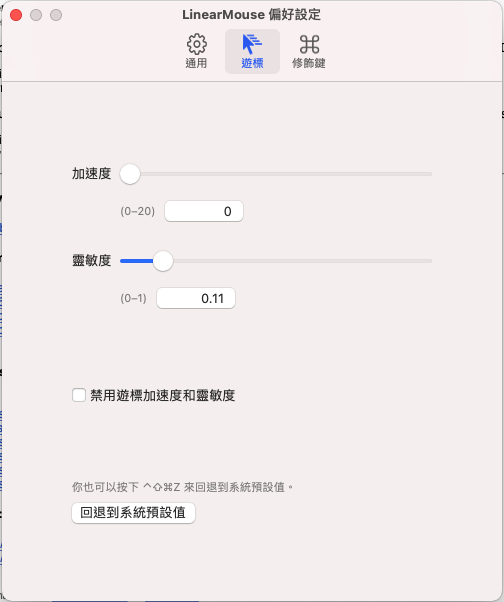 LinearMouse 偏好設定
通用
遊標
修飾鍵
加速度
(0–20) 0
靈敏度
(0–1) 0.11
禁用遊標加速度和靈敏度
你也可以按下 ^⇧⌘Z 來回退到系統預設值。
回退到系統預設值